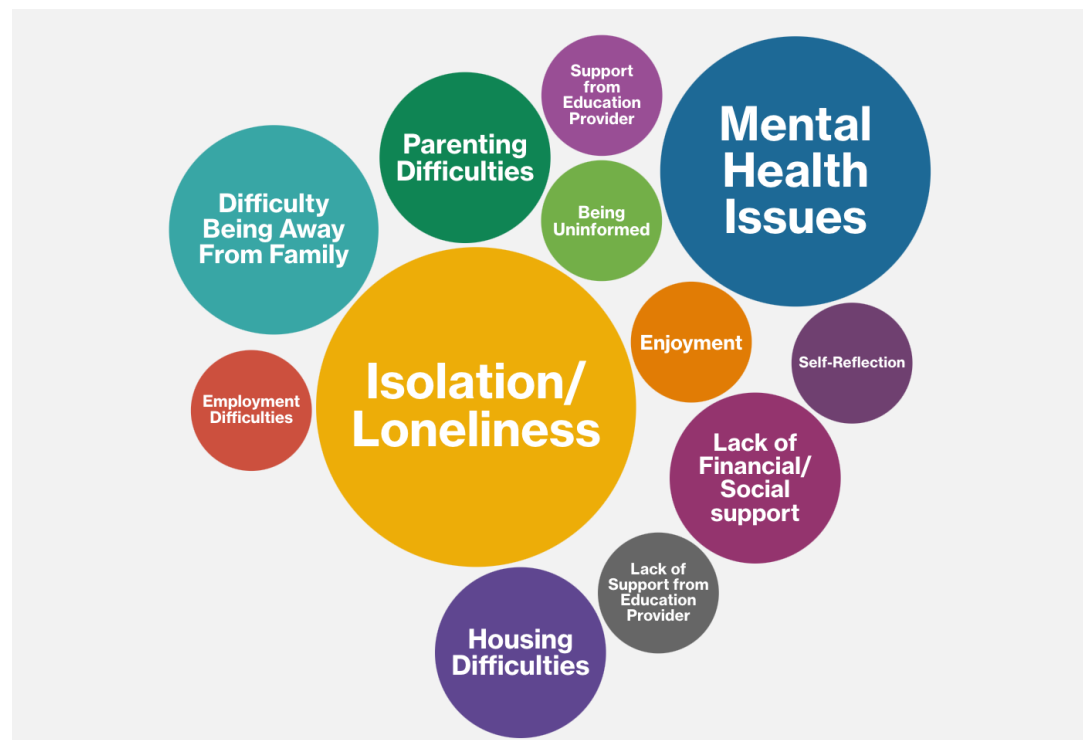 Support
from
Education
Provider
Mental
Health
Issues
Parenting
Difficulties
Difficulty
Being Away
From Family
Being
Uninformed
Enjoyment
Self-Reflection
Isolation/
Loneliness
Employment
Difficulties
Lack of
Financial/
Social
support
Lack of
Support from
Education
Provider
Housing
Difficulties